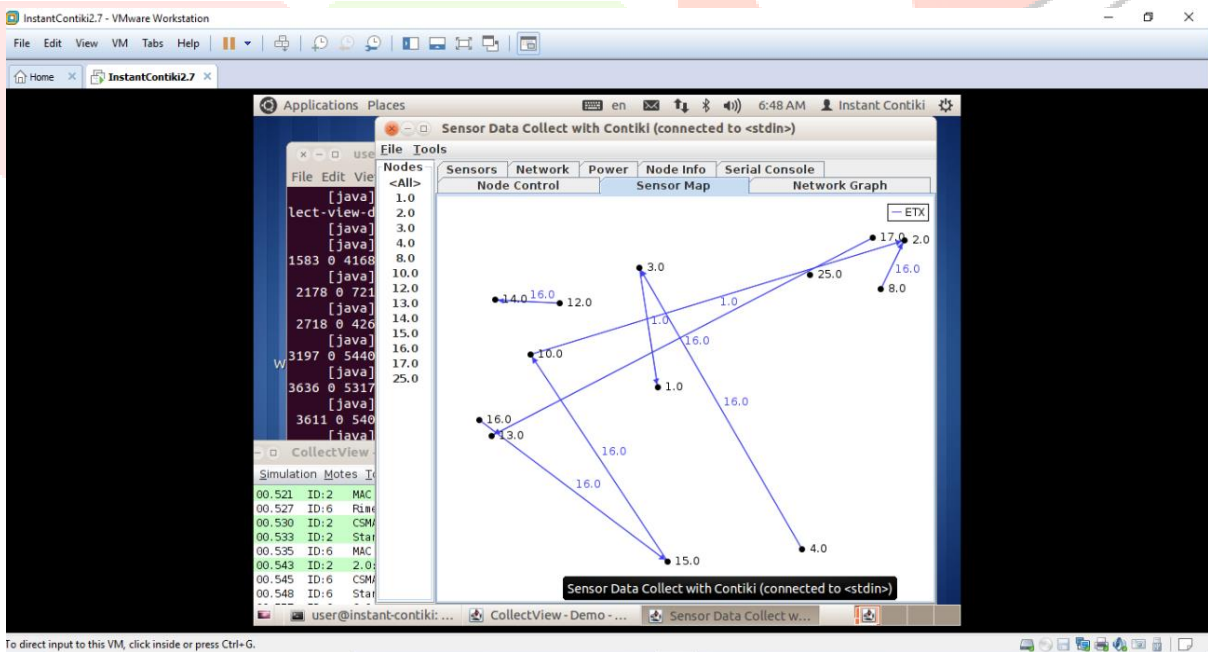 InstantContiki2.7 - VMware Workstation
File Edit View VM Tabs Help
Home InstantContiki2.7
Applications Places en 6:48 AM Instant Contiki
Sensor Data Collect with Contiki (connected to <stdin>)
File Tools
Nodes
<All>
1.0
2.0
3.0
4.0
8.0
10.0
12.0
13.0
14.0
15.0
16.0
17.0
25.0
Sensors Network Power Node Info Serial Console
Node Control Sensor Map Network Graph
ETX
17.0 2.0
3.0 25.0 16.0
14.0 16.0 12.0 8.0
1.0
1.0
16.0
10.0
1.0
16.0
16.0
13.0
16.0
16.0
15.0
4.0
Sensor Data Collect with Contiki (connected to <stdin>)
use
File Edit Vie
[java]
lect-view-d
[java]
[java]
1583 0 4168
[java]
2178 0 721
[java]
2718 0 426
[java]
3197 0 5440
[java]
3636 0 5317
[java]
3611 0 540
[java]
W
CollectView
Simulation Motes
00.521 ID:2 MAC
00.527 ID:6 Rime
00.530 ID:2 CSMA
00.533 ID:2 Star
00.535 ID:6 MAC
00.543 ID:2 2.0:
00.545 ID:6 CSMA
00.548 ID:6 Star
user@instant-contiki: ... CollectView - Demo - ... Sensor Data Collect w...
To direct input to this VM, click inside or press Ctrl+G.